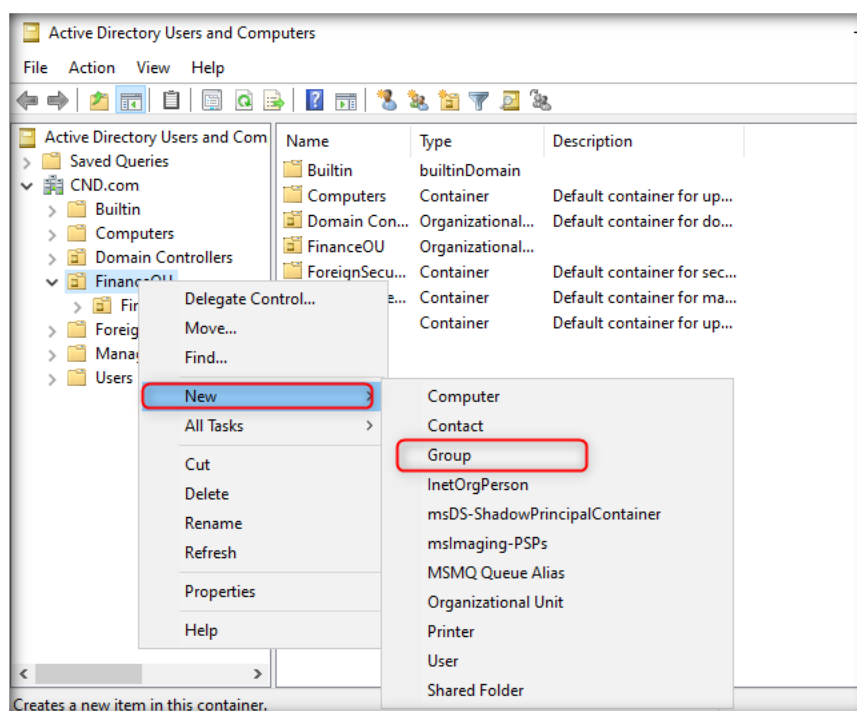 Active Directory Users and Computers
File Action View Help
Active Directory Users and Com
Saved Queries
CND.com
Builtin
Computers
Domain Controllers
FinanceOU
Fir
Foreig
Mana
Users
Name Type Description
Builtin builtinDomain
Computers Container Default container for up...
Domain Con... Organizational... Default container for do...
FinanceOU Organizational...
ForeignSecu... Container Default container for sec...
e... Container Default container for ma...
Container Default container for up...
Delegate Control...
Move...
Find...
New
All Tasks
Cut
Delete
Rename
Refresh
Properties
Help
Computer
Contact
Group
InetOrgPerson
msDS-ShadowPrincipalContainer
msImaging-PSPs
MSMQ Queue Alias
Organizational Unit
Printer
User
Shared Folder
Creates a new item in this container.